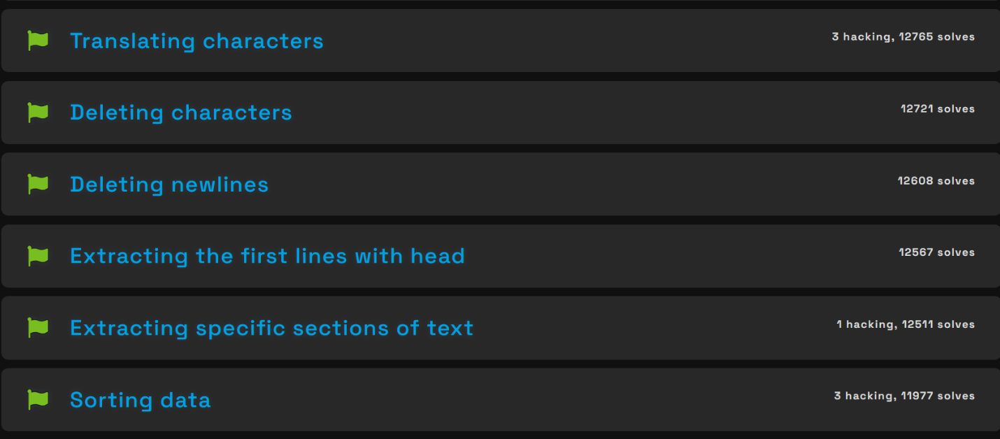 Translating characters
3 hacking, 12765 solves
Deleting characters
12721 solves
Deleting newlines
12608 solves
Extracting the first lines with head
12567 solves
Extracting specific sections of text
1 hacking, 12511 solves
Sorting data
3 hacking, 11977 solves